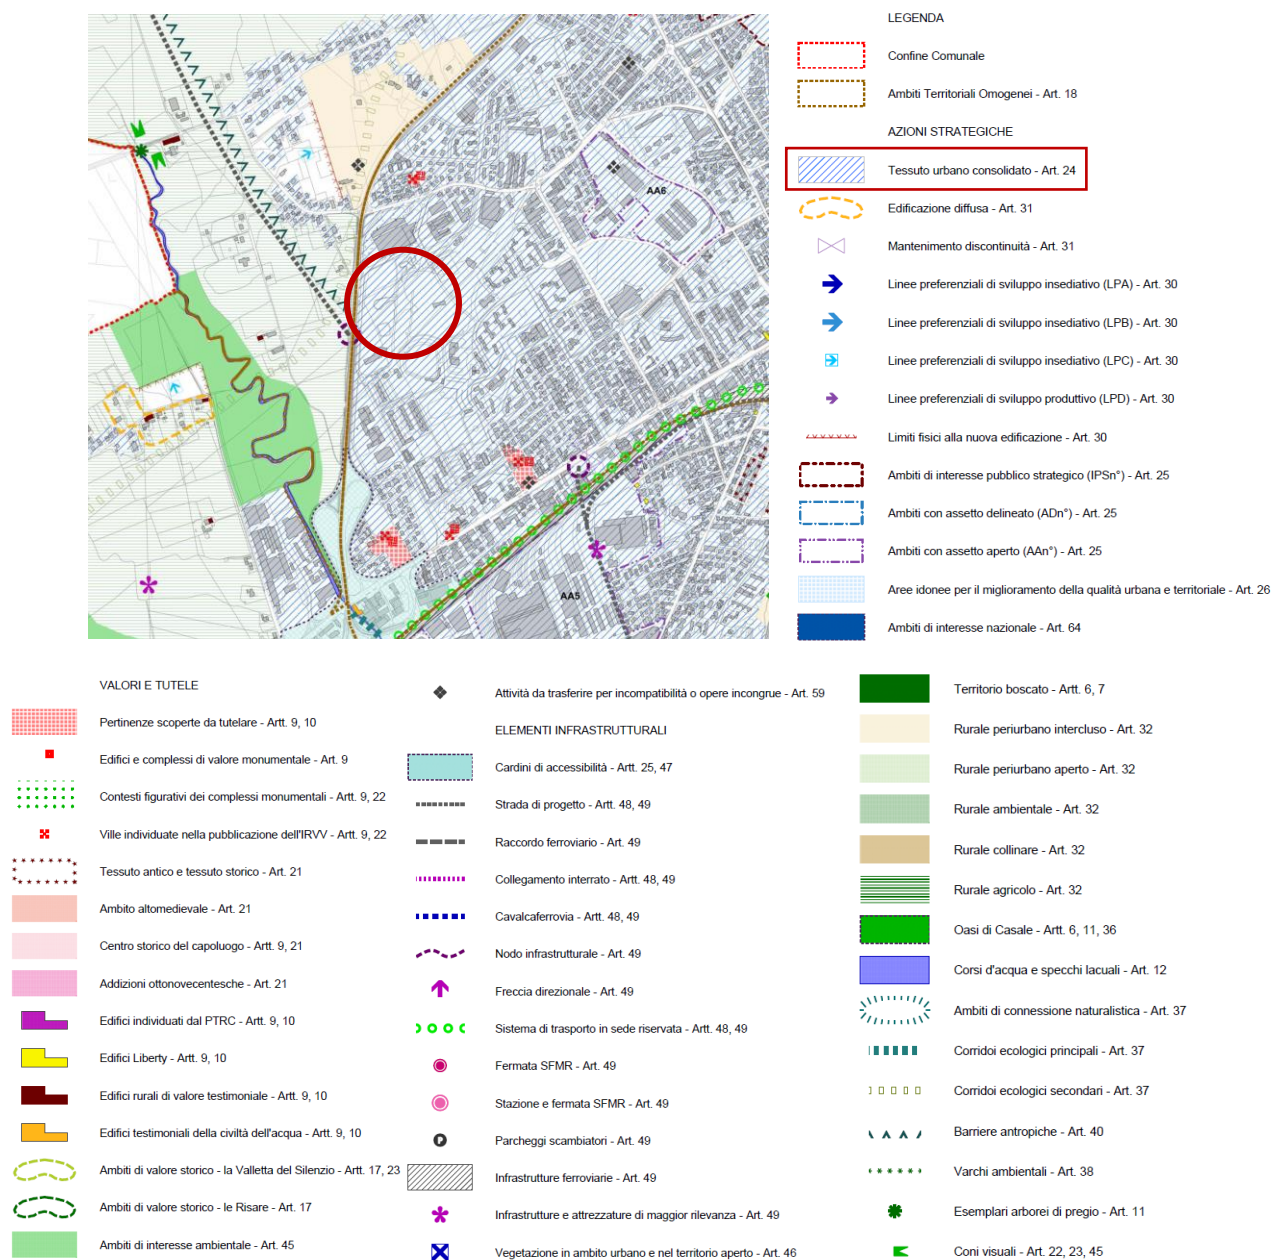 LEGENDA
Confine Comunale
Ambiti Territoriali Omogenei - Art. 18
AZIONI STRATEGICHE
Tessuto urbano consolidato - Art. 24
Edificazione diffusa - Art. 31
Mantenimento discontinuità - Art. 31
Linee preferenziali di sviluppo insediativo (LPA) - Art. 30
Linee preferenziali di sviluppo insediativo (LPB) - Art. 30
Linee preferenziali di sviluppo insediativo (LPC) - Art. 30
Linee preferenziali di sviluppo produttivo (LPD) - Art. 30
Limiti fisici alla nuova edificazione - Art. 30
Ambiti di interesse pubblico strategico (IPSn°) - Art. 25
Ambiti con assetto delineato (ADn°) - Art. 25
Ambiti con assetto aperto (AAn°) - Art. 25
Aree idonee per il miglioramento della qualità urbana e territoriale - Art. 26
Ambiti di interesse nazionale - Art. 64
AA6
AA5
VALORI E TUTELE
Pertinenze scoperte da tutelare - Artt. 9, 10
Edifici e complessi di valore monumentale - Art. 9
Contesti figurativi dei complessi monumentali - Artt. 9, 22
Ville individuate nella pubblicazione dell'IRVV - Artt. 9, 22
Tessuto antico e tessuto storico - Art. 21
Ambito altomedievale - Art. 21
Centro storico del capoluogo - Artt. 9, 21
Addizioni ottonovecentesche - Art. 21
Edifici individuati dal PTRC - Artt. 9, 10
Edifici Liberty - Artt. 9, 10
Edifici rurali di valore testimoniale - Artt. 9, 10
Edifici testimoniali della civiltà dell'acqua - Artt. 9, 10
Ambiti di valore storico - la Valletta del Silenzio - Artt. 17, 23
Ambiti di valore storico - le Risare - Art. 17
Ambiti di interesse ambientale - Art. 45
Attività da trasferire per incompatibilità o opere incongrue - Art. 59
ELEMENTI INFRASTRUTTURALI
Cardini di accessibilità - Artt. 25, 47
Strada di progetto - Artt. 48, 49
Raccordo ferroviario - Art. 49
Collegamento interrato - Artt. 48, 49
Cavalcaferrovia - Artt. 48, 49
Nodo infrastrutturale - Art. 49
Freccia direzionale - Art. 49
Sistema di trasporto in sede riservata - Artt. 48, 49
Fermata SFMR - Art. 49
Stazione e fermata SFMR - Art. 49
P
Parcheggi scambiatori - Art. 49
Infrastrutture ferroviarie - Art. 49
Infrastrutture e attrezzature di maggior rilevanza - Art. 49
Vegetazione in ambito urbano e nel territorio aperto - Art. 46
Territorio boscato - Artt. 6, 7
Rurale periurbano intercluso - Art. 32
Rurale periurbano aperto - Art. 32
Rurale ambientale - Art. 32
Rurale collinare - Art. 32
Rurale agricolo - Art. 32
Oasi di Casale - Artt. 6, 11, 36
Corsi d'acqua e specchi lacuali - Art. 12
Ambiti di connessione naturalistica - Art. 37
Corridoi ecologici principali - Art. 37
Corridoi ecologici secondari - Art. 37
Barriere antropiche - Art. 40
Varchi ambientali - Art. 38
Esemplari arborei di pregio - Art. 11
Coni visuali - Art. 22, 23, 45